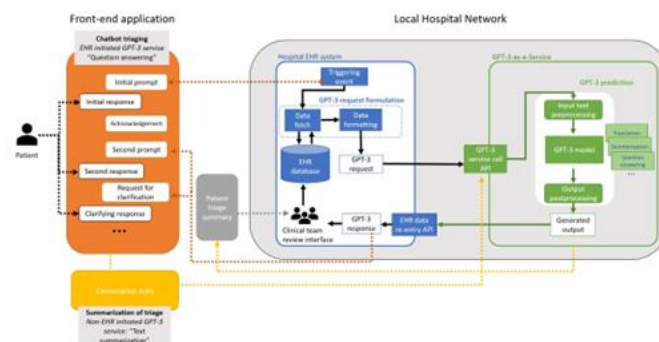 Front-end application
Local Hospital Network
Chatbot triaging
EHR initiated GPT-3 service
"Question answering"
Initial prompt
Initial response
Acknowledgement
Second prompt
Second response
Request for
clarification
Clarifying response
...
Patient
Patient
triage
summary
Conversation data
Summarization of triage
Non-EHR initiated GPT-3
service: "Text
summarization"
Hospital EHR system
Triggering
event
GPT-3 request formulation
Data
fetch
Data
formatting
EHR
database
GPT-3
request
Clinical team
review interface
GPT-3
response
EHR data
re-entry API
GPT-3
service call
API
GPT-3-as-a-Service
GPT-3 prediction
Input text
preprocessing
GPT-3 model
Output
postprocessing
Generated
output
Translation
Summarization
Question
answering
...